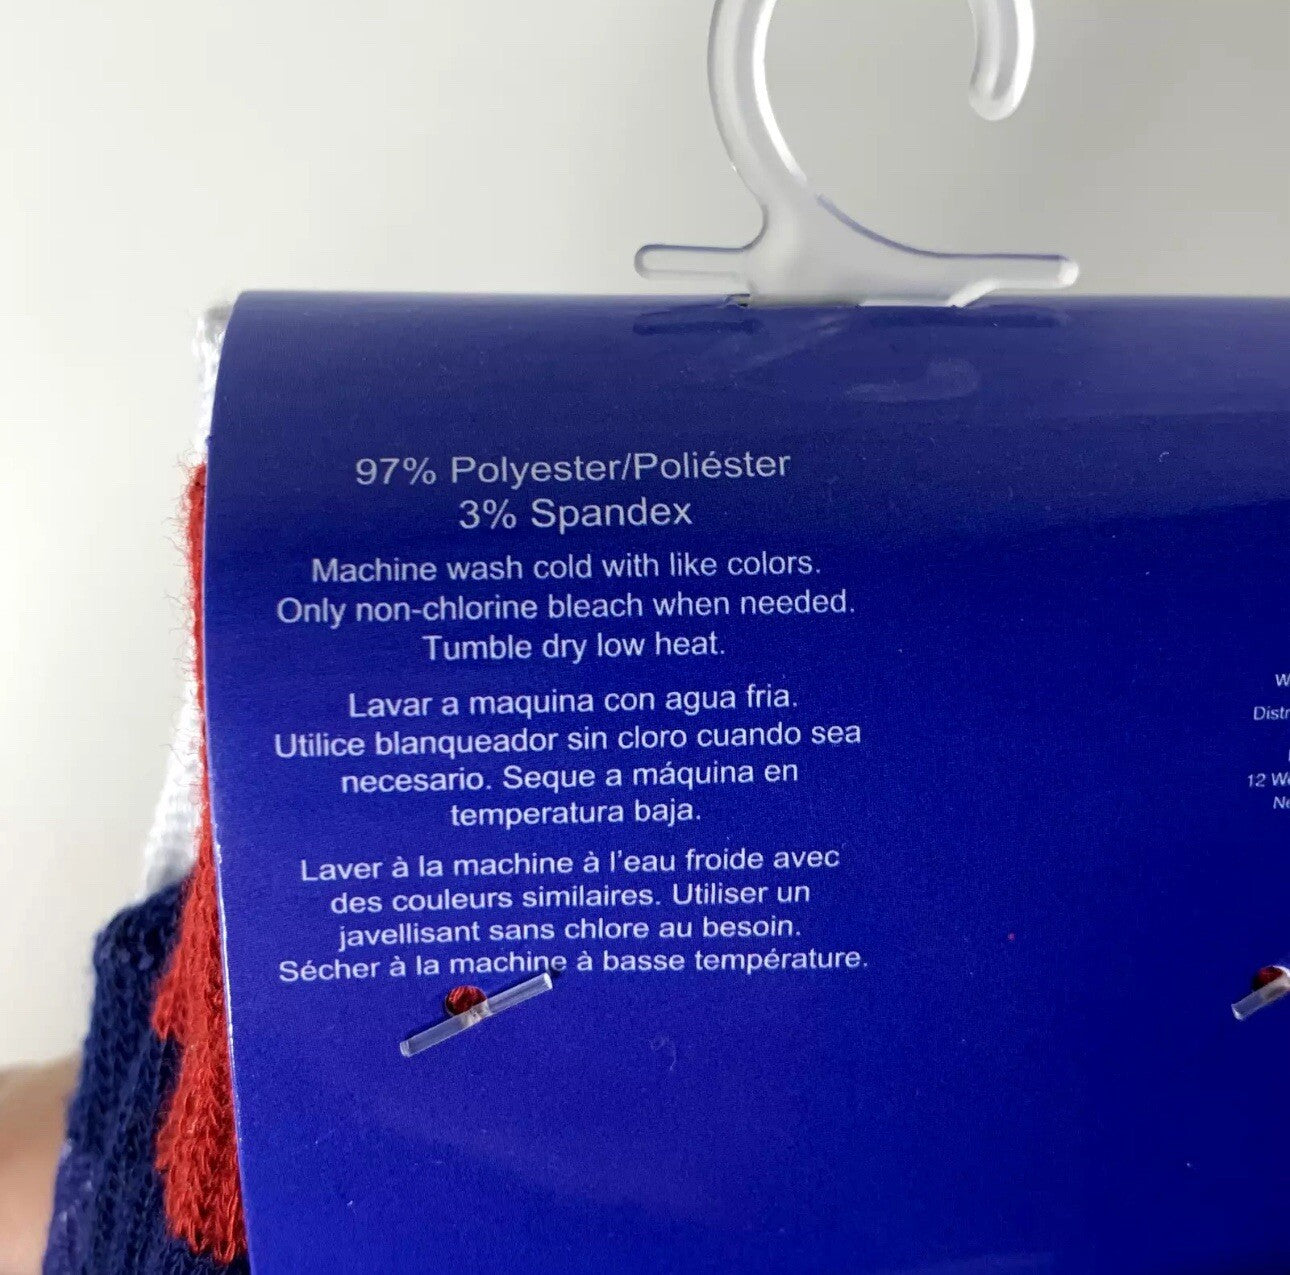 97% Polyester/Poliéster
3% Spandex
Machine wash cold with like colors.
Only non-chlorine bleach when needed.
Tumble dry low heat.
Lavar a maquina con agua fria.
Utilice blanqueador sin cloro cuando sea
necesario. Seque a máquina en
temperatura baja.
Laver à la machine à l'eau froide avec
des couleurs similaires. Utiliser un
javellisant sans chlore au besoin.
Sécher à la machine à basse température.
12